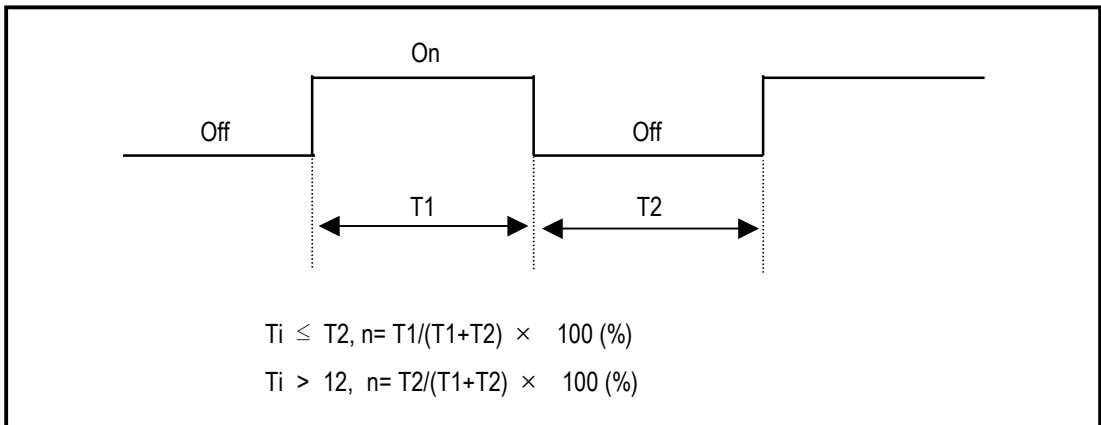 On
Off
Off
T1
T2
Ti ≤ T2, n= T1/(T1+T2) × 100 (%)
Ti > 12, n= T2/(T1+T2) × 100 (%)